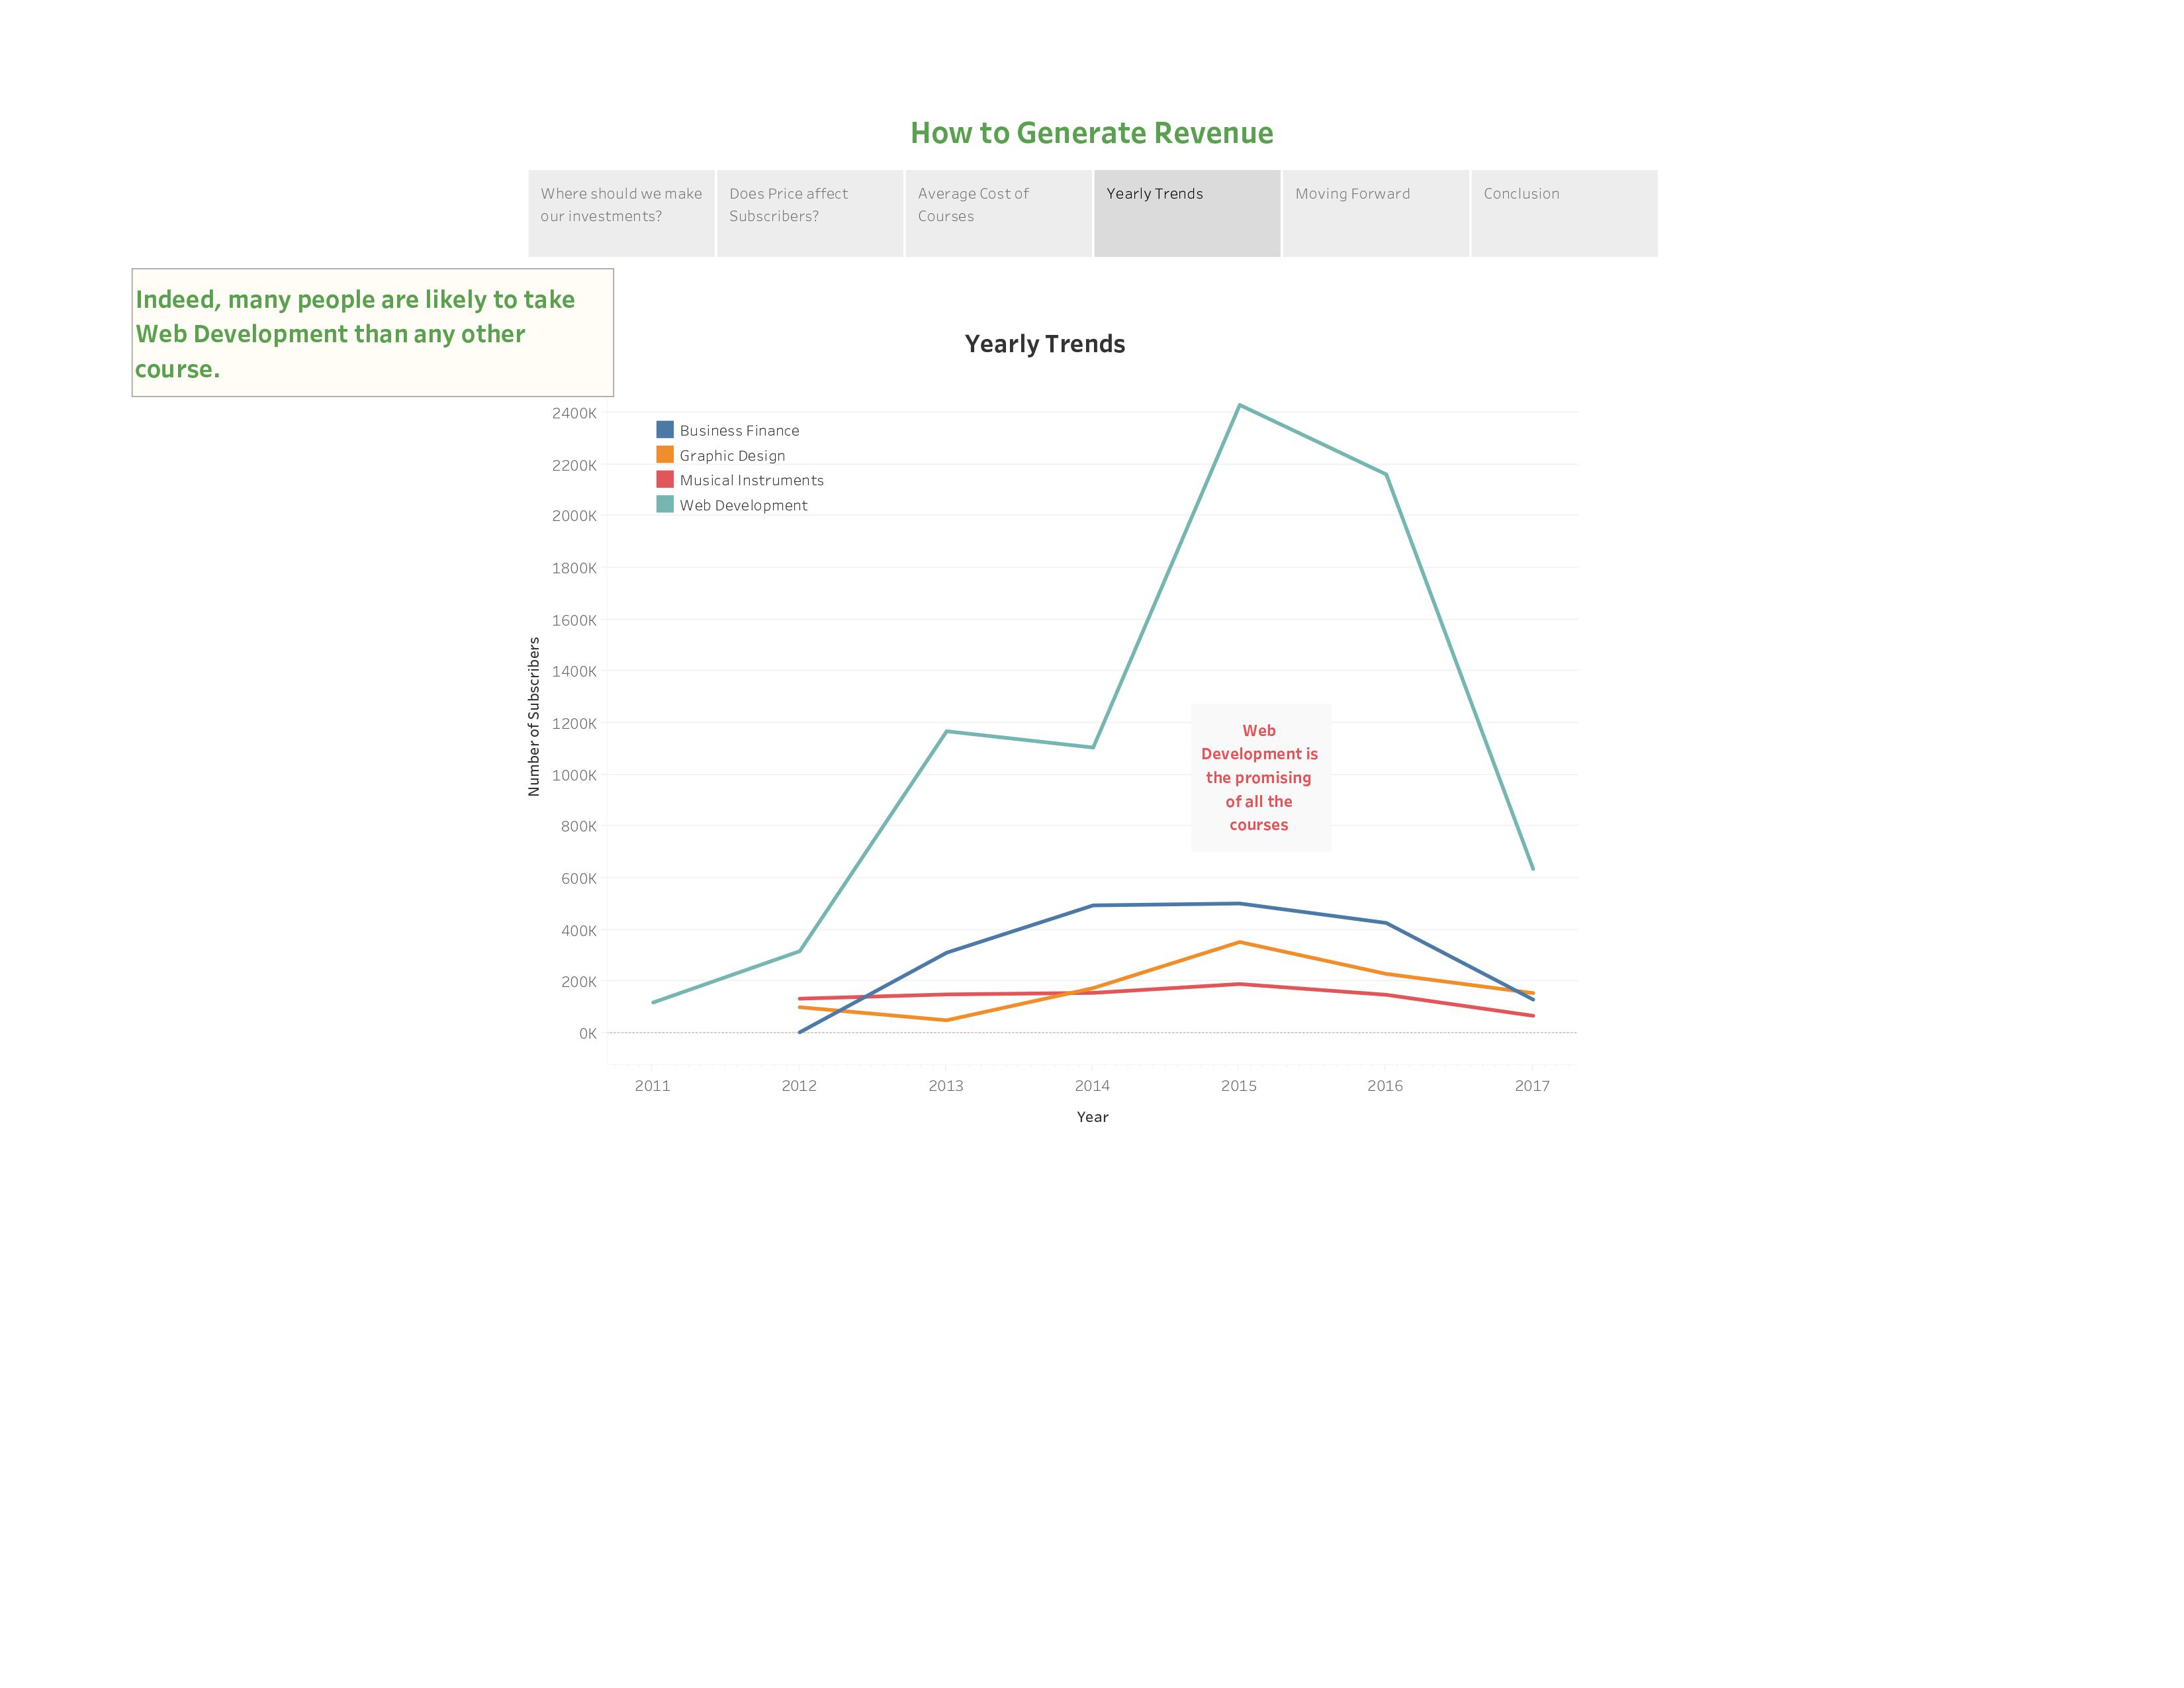 How to Generate Revenue
Where should we make
our investments?
Does Price affect
Subscribers?
Average Cost of
Courses
Yearly Trends
Moving Forward
Conclusion
Indeed, many people are likely to take
Web Development than any other
course.
Yearly Trends
Business Finance
Graphic Design
Musical Instruments
Web Development
Number of Subscribers
2400K
2200K
2000K
1800K
1600K
1400K
1200K
1000K
800K
600K
400K
200K
0K
Web
Development is
the promising
of all the
courses
2011 2012 2013 2014 2015 2016 2017
Year